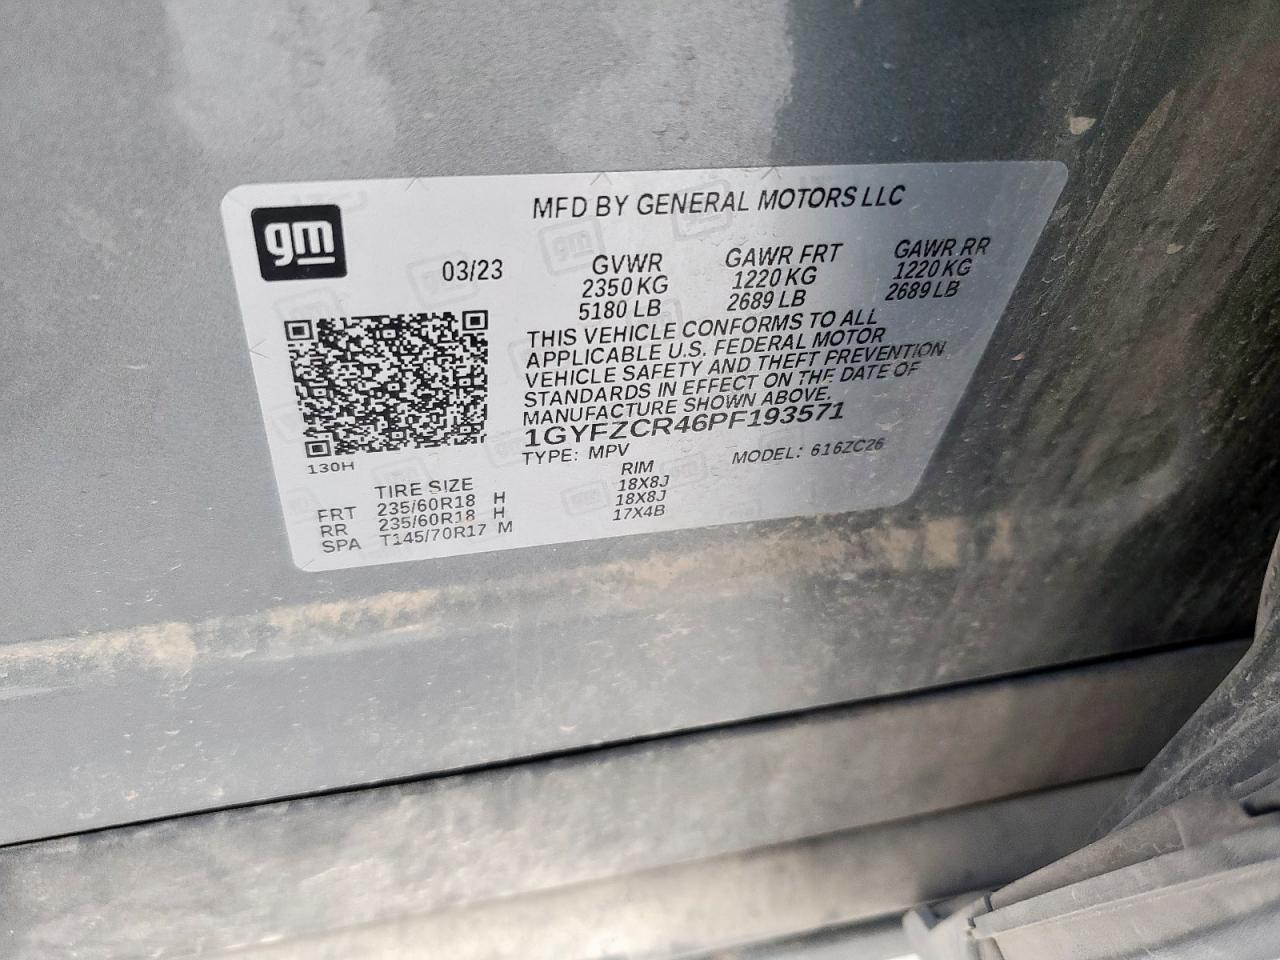 gm
MFD BY GENERAL MOTORS LLC
03/23
GVWR
2350 KG
5180 LB
GAWR FRT
1220 KG
2689 LB
GAWR RR
1220 KG
2689 LB
THIS VEHICLE CONFORMS TO ALL
APPLICABLE U.S. FEDERAL MOTOR
VEHICLE SAFETY AND THEFT PREVENTION
STANDARDS IN EFFECT ON THE DATE OF
MANUFACTURE SHOWN ABOVE.
1GYFZCR46PF193571
TYPE: MPV
MODEL: 616ZC26
130H
TIRE SIZE
RIM
FRT 235/60R18 H 18X8J
RR 235/60R18 H 18X8J
SPA T145/70R17 M 17X4B